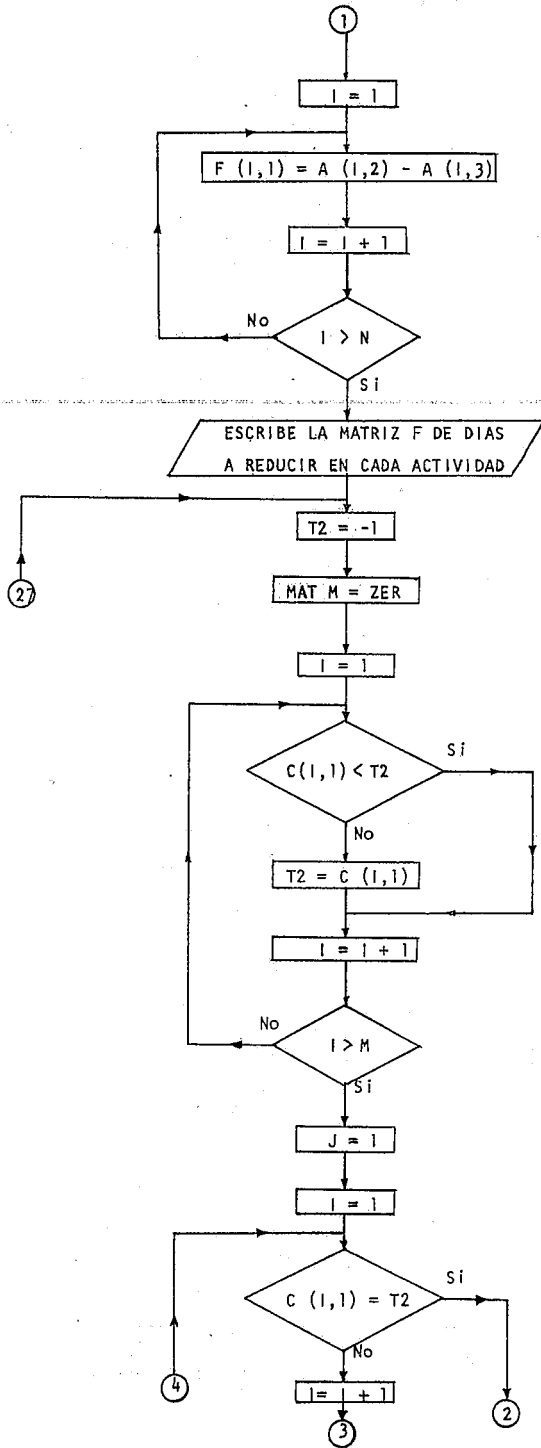 1
I = 1
F (I,1) = A (I,2) - A (I,3)
I = I + 1
No
I > N
Si
ESCRIBE LA MATRIZ F DE DIAS
A REDUCIR EN CADA ACTIVIDAD
T2 = -1
27
MAT M = ZER
I = 1
Si
C(I,1) < T2
No
T2 = C (I,1)
I = I + 1
No
I > M
Si
J = 1
I = 1
Si
C (I,1) = T2
No
4
I = I + 1
2
3